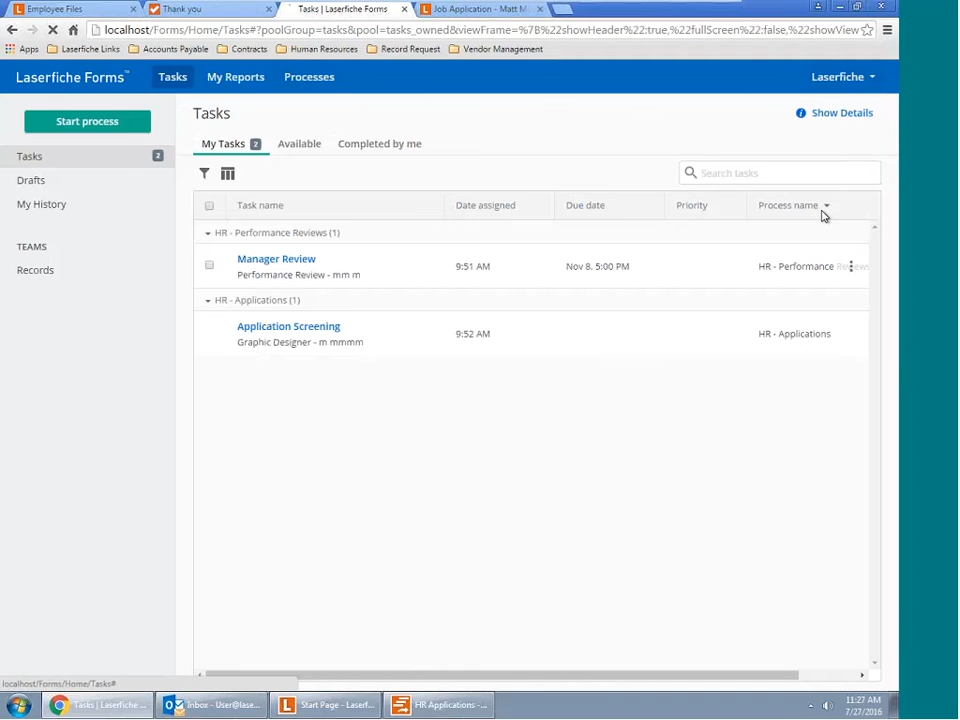 Employee Files
Thank you
Tasks | Laserfiche Forms
Job Application - Matt M
localhost/Forms/Home/Tasks#?poolGroup=tasks&pool=tasks_owned&viewFrame=%7B%22showHeader%22:true,%22fullScreen%22:false,%22showView
Apps
Laserfiche Links
Accounts Payable
Contracts
Human Resources
Record Request
Vendor Management
Laserfiche Forms™
Tasks
My Reports
Processes
Laserfiche
Start process
Tasks 2
Drafts
My History
TEAMS
Records
Tasks
Show Details
My Tasks 2
Available
Completed by me
Search tasks
Task name
Date assigned
Due date
Priority
Process name
HR - Performance Reviews (1)
Manager Review
Performance Review - mm m
9:51 AM
Nov 8, 5:00 PM
HR - Performance Reviews
HR - Applications (1)
Application Screening
Graphic Designer - m mmmm
9:52 AM
HR - Applications
localhost/Forms/Home/Tasks#
Tasks | Laserfiche ...
Inbox - User@lase...
Start Page - Laserf...
HR Applications -...
11:27 AM
7/27/2016